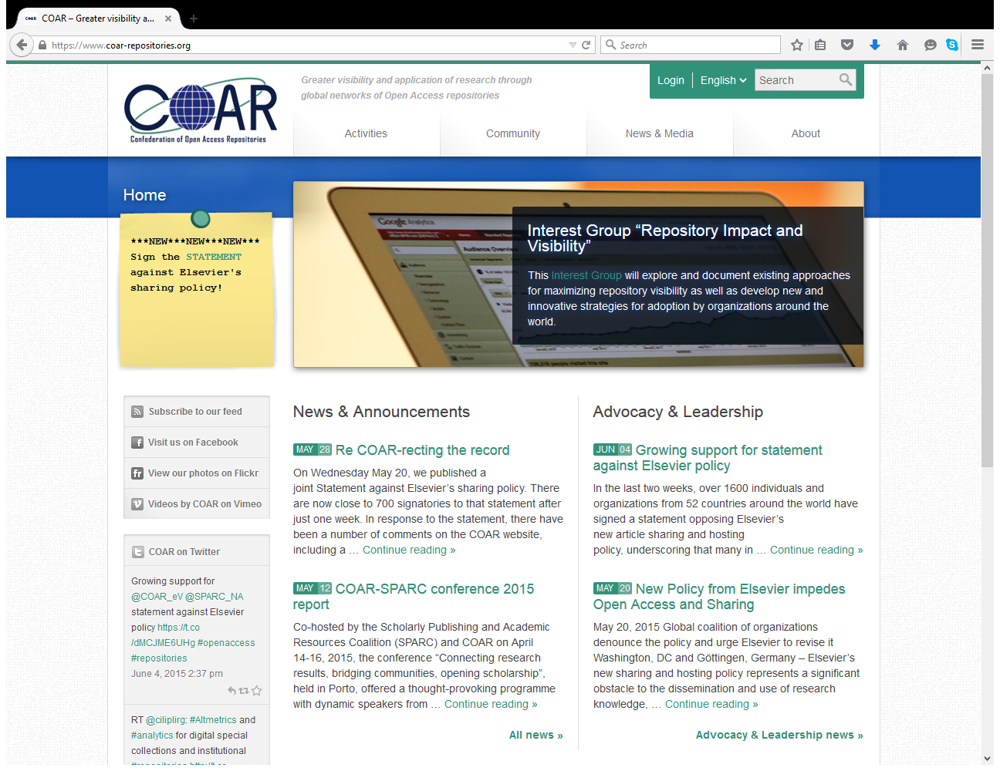 COAR COAR – Greater visibility a...
https://www.coar-repositories.org
Search
COAR
Confederation of Open Access Repositories
Greater visibility and application of research through
global networks of Open Access repositories
Login English Search
Activities Community News & Media About
Home
***NEW***NEW***NEW***
Sign the STATEMENT
against Elsevier's
sharing policy!
Google Analytics
Audience Overview
Interest Group “Repository Impact and
Visibility”
This Interest Group will explore and document existing approaches
for maximizing repository visibility as well as develop new and
innovative strategies for adoption by organizations around the
world.
Subscribe to our feed
Visit us on Facebook
View our photos on Flickr
Videos by COAR on Vimeo
COAR on Twitter
Growing support for
@COAR_eV @SPARC_NA
statement against Elsevier
policy https://t.co
/dMCJME6UHg #openaccess
#repositories
June 4, 2015 2:37 pm
RT @ciliplirg: #Altmetrics and
#analytics for digital special
collections and institutional
#repositories http://t.co
News & Announcements
MAY 28 Re COAR-recting the record
On Wednesday May 20, we published a
joint Statement against Elsevier’s sharing policy. There
are now close to 700 signatories to that statement after
just one week. In response to the statement, there have
been a number of comments on the COAR website,
including a … Continue reading »
MAY 12 COAR-SPARC conference 2015
report
Co-hosted by the Scholarly Publishing and Academic
Resources Coalition (SPARC) and COAR on April
14-16, 2015, the conference “Connecting research
results, bridging communities, opening scholarship”,
held in Porto, offered a thought-provoking programme
with dynamic speakers from … Continue reading »
All news »
Advocacy & Leadership
JUN 04 Growing support for statement
against Elsevier policy
In the last two weeks, over 1600 individuals and
organizations from 52 countries around the world have
signed a statement opposing Elsevier’s
new article sharing and hosting
policy, underscoring that many in … Continue reading »
MAY 20 New Policy from Elsevier impedes
Open Access and Sharing
May 20, 2015 Global coalition of organizations
denounce the policy and urge Elsevier to revise it
Washington, DC and Göttingen, Germany – Elsevier’s
new sharing and hosting policy represents a significant
obstacle to the dissemination and use of research
knowledge, … Continue reading »
Advocacy & Leadership news »